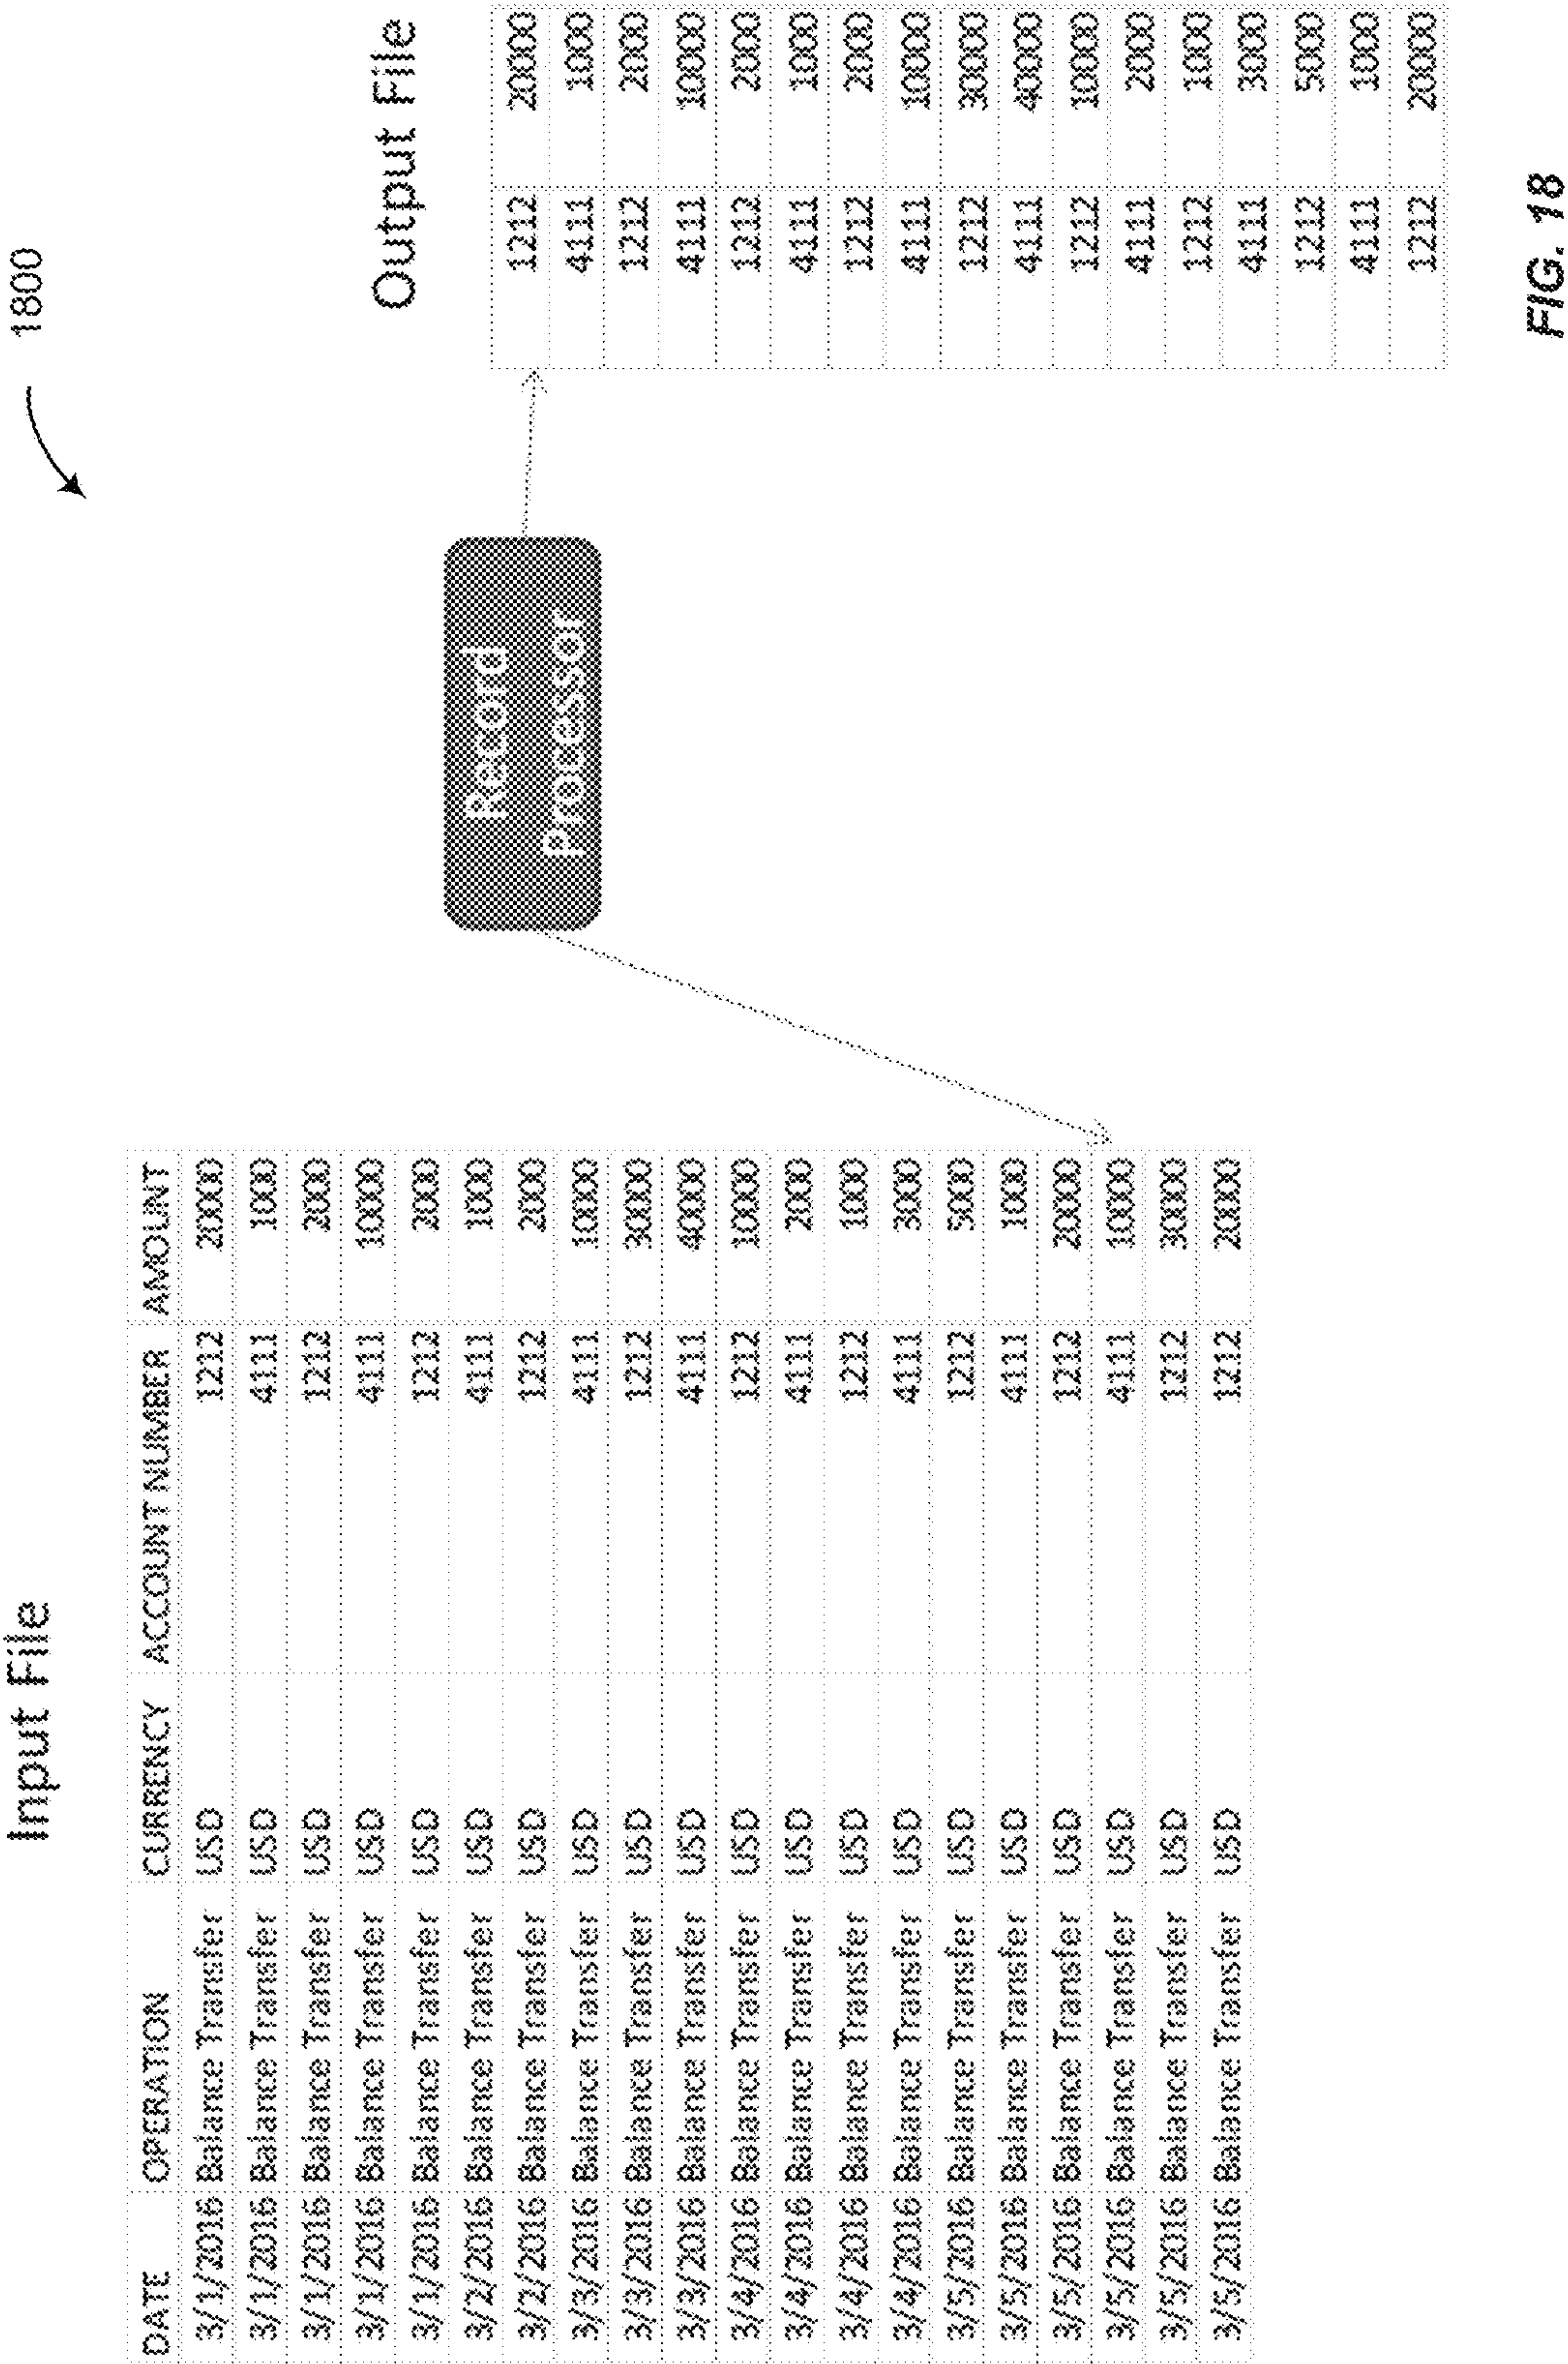 1800
Input File
DATE OPERATION CURRENCY ACCOUNT NUMBER AMOUNT
3/1/2016 Balance Transfer USD 1212 20000
3/1/2016 Balance Transfer USD 4111 1000
3/1/2016 Balance Transfer USD 1212 2000
3/1/2016 Balance Transfer USD 4111 10000
3/1/2016 Balance Transfer USD 1212 2000
3/2/2016 Balance Transfer USD 4111 1000
3/2/2016 Balance Transfer USD 1212 2000
3/3/2016 Balance Transfer USD 4111 10000
3/3/2016 Balance Transfer USD 1212 30000
3/3/2016 Balance Transfer USD 4111 40000
3/4/2016 Balance Transfer USD 1212 10000
3/4/2016 Balance Transfer USD 4111 2000
3/4/2016 Balance Transfer USD 1212 1000
3/4/2016 Balance Transfer USD 4111 3000
3/5/2016 Balance Transfer USD 1212 5000
3/5/2016 Balance Transfer USD 4111 1000
3/5/2016 Balance Transfer USD 1212 20000
3/5/2016 Balance Transfer USD 4111 1000
3/5/2016 Balance Transfer USD 1212 30000
3/5/2016 Balance Transfer USD 1212 20000
Record
Processor
Output File
1212 20000
4111 1000
1212 2000
4111 10000
1212 2000
4111 1000
1212 2000
4111 10000
1212 30000
4111 40000
1212 10000
4111 2000
1212 1000
4111 3000
1212 5000
4111 1000
1212 20000
FIG. 18